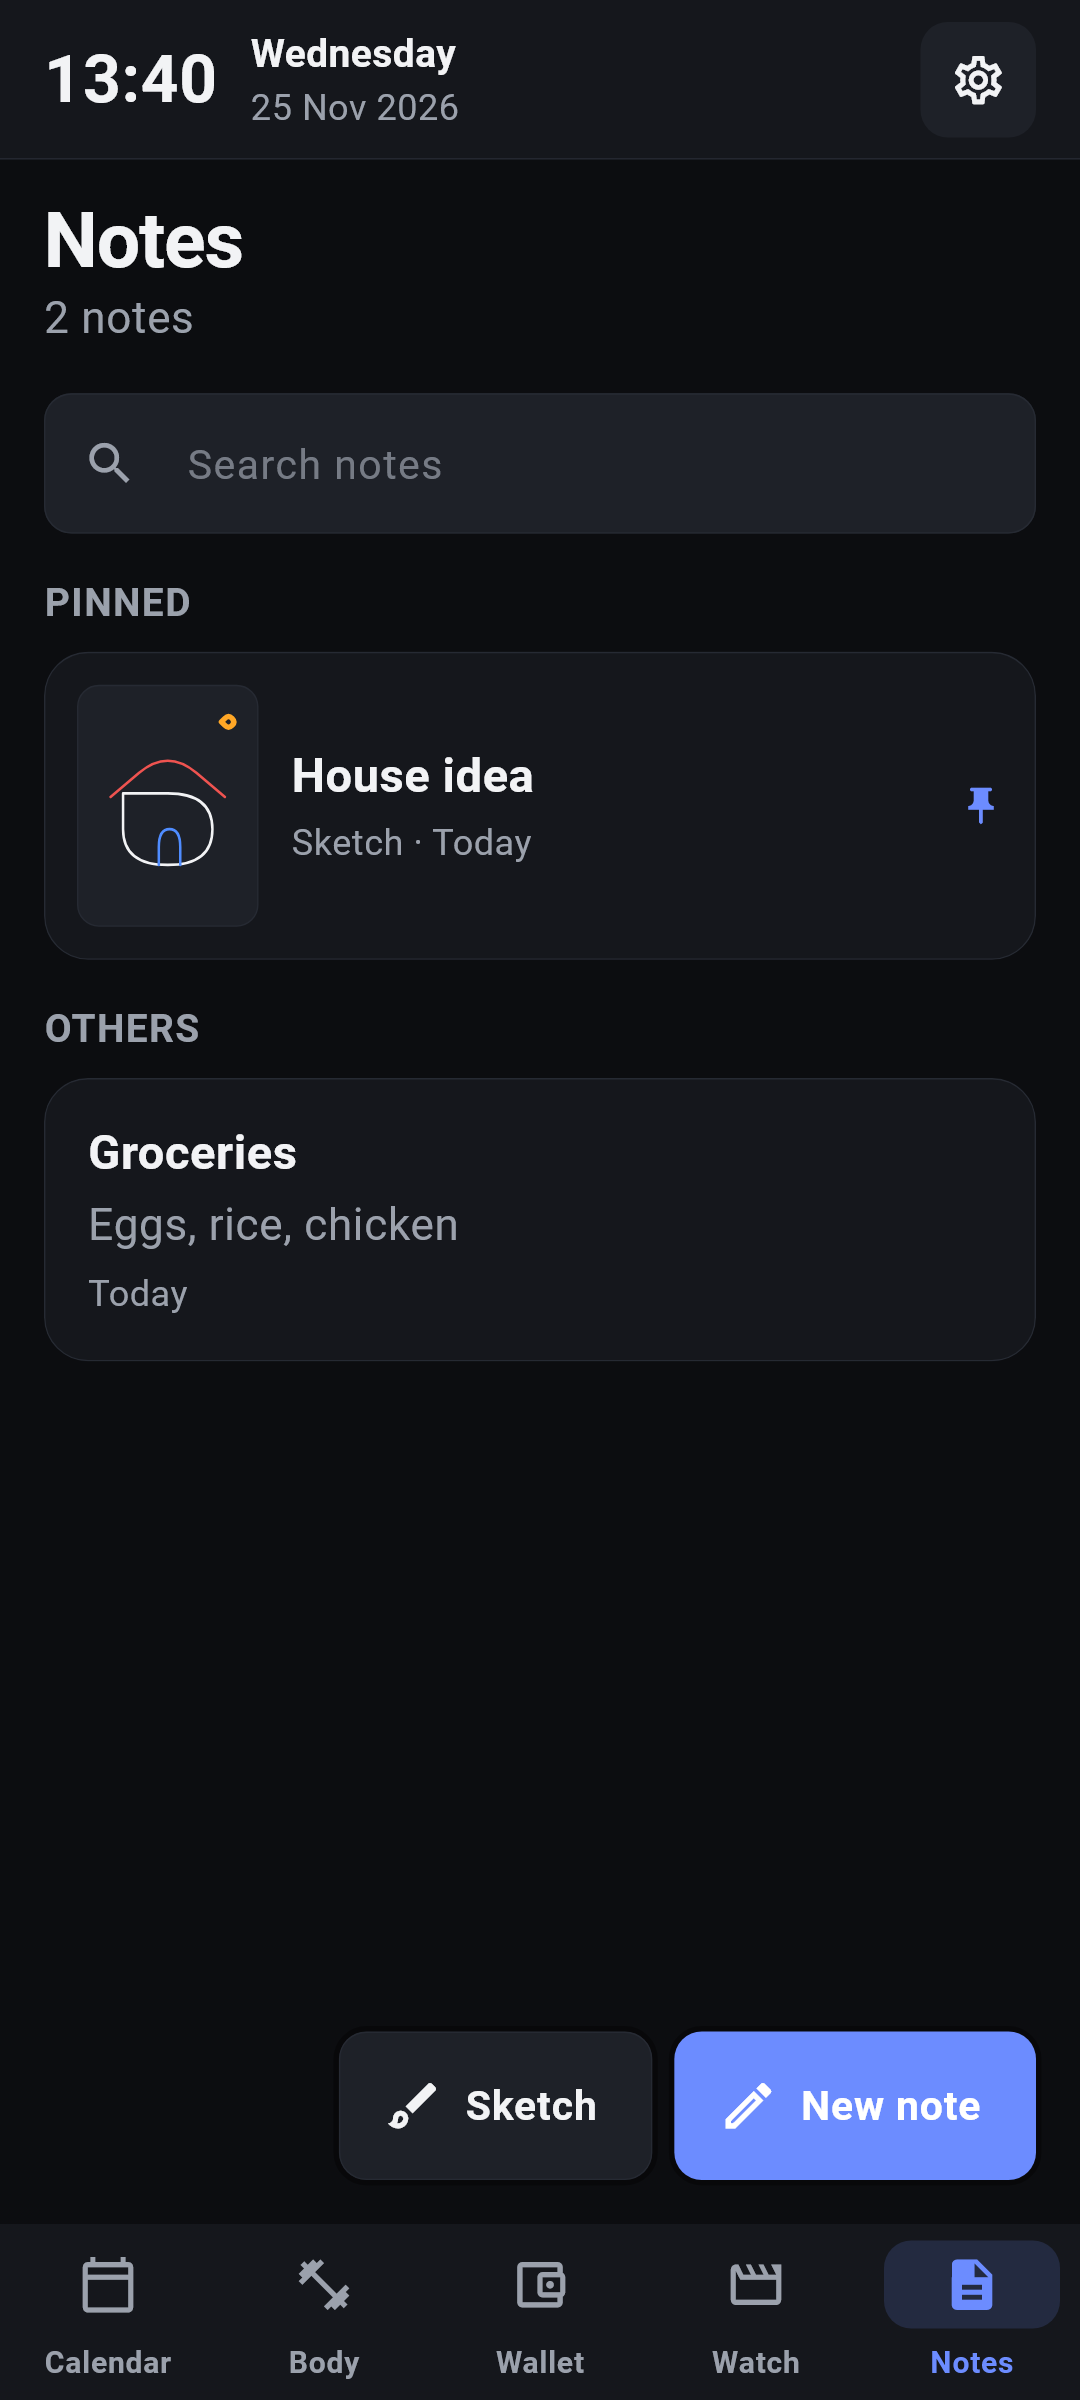 13:40
Wednesday
25 Nov 2026
Notes
2 notes
Search notes
PINNED
House idea
Sketch · Today
OTHERS
Groceries
Eggs, rice, chicken
Today
Sketch
New note
Calendar
Body
Wallet
Watch
Notes